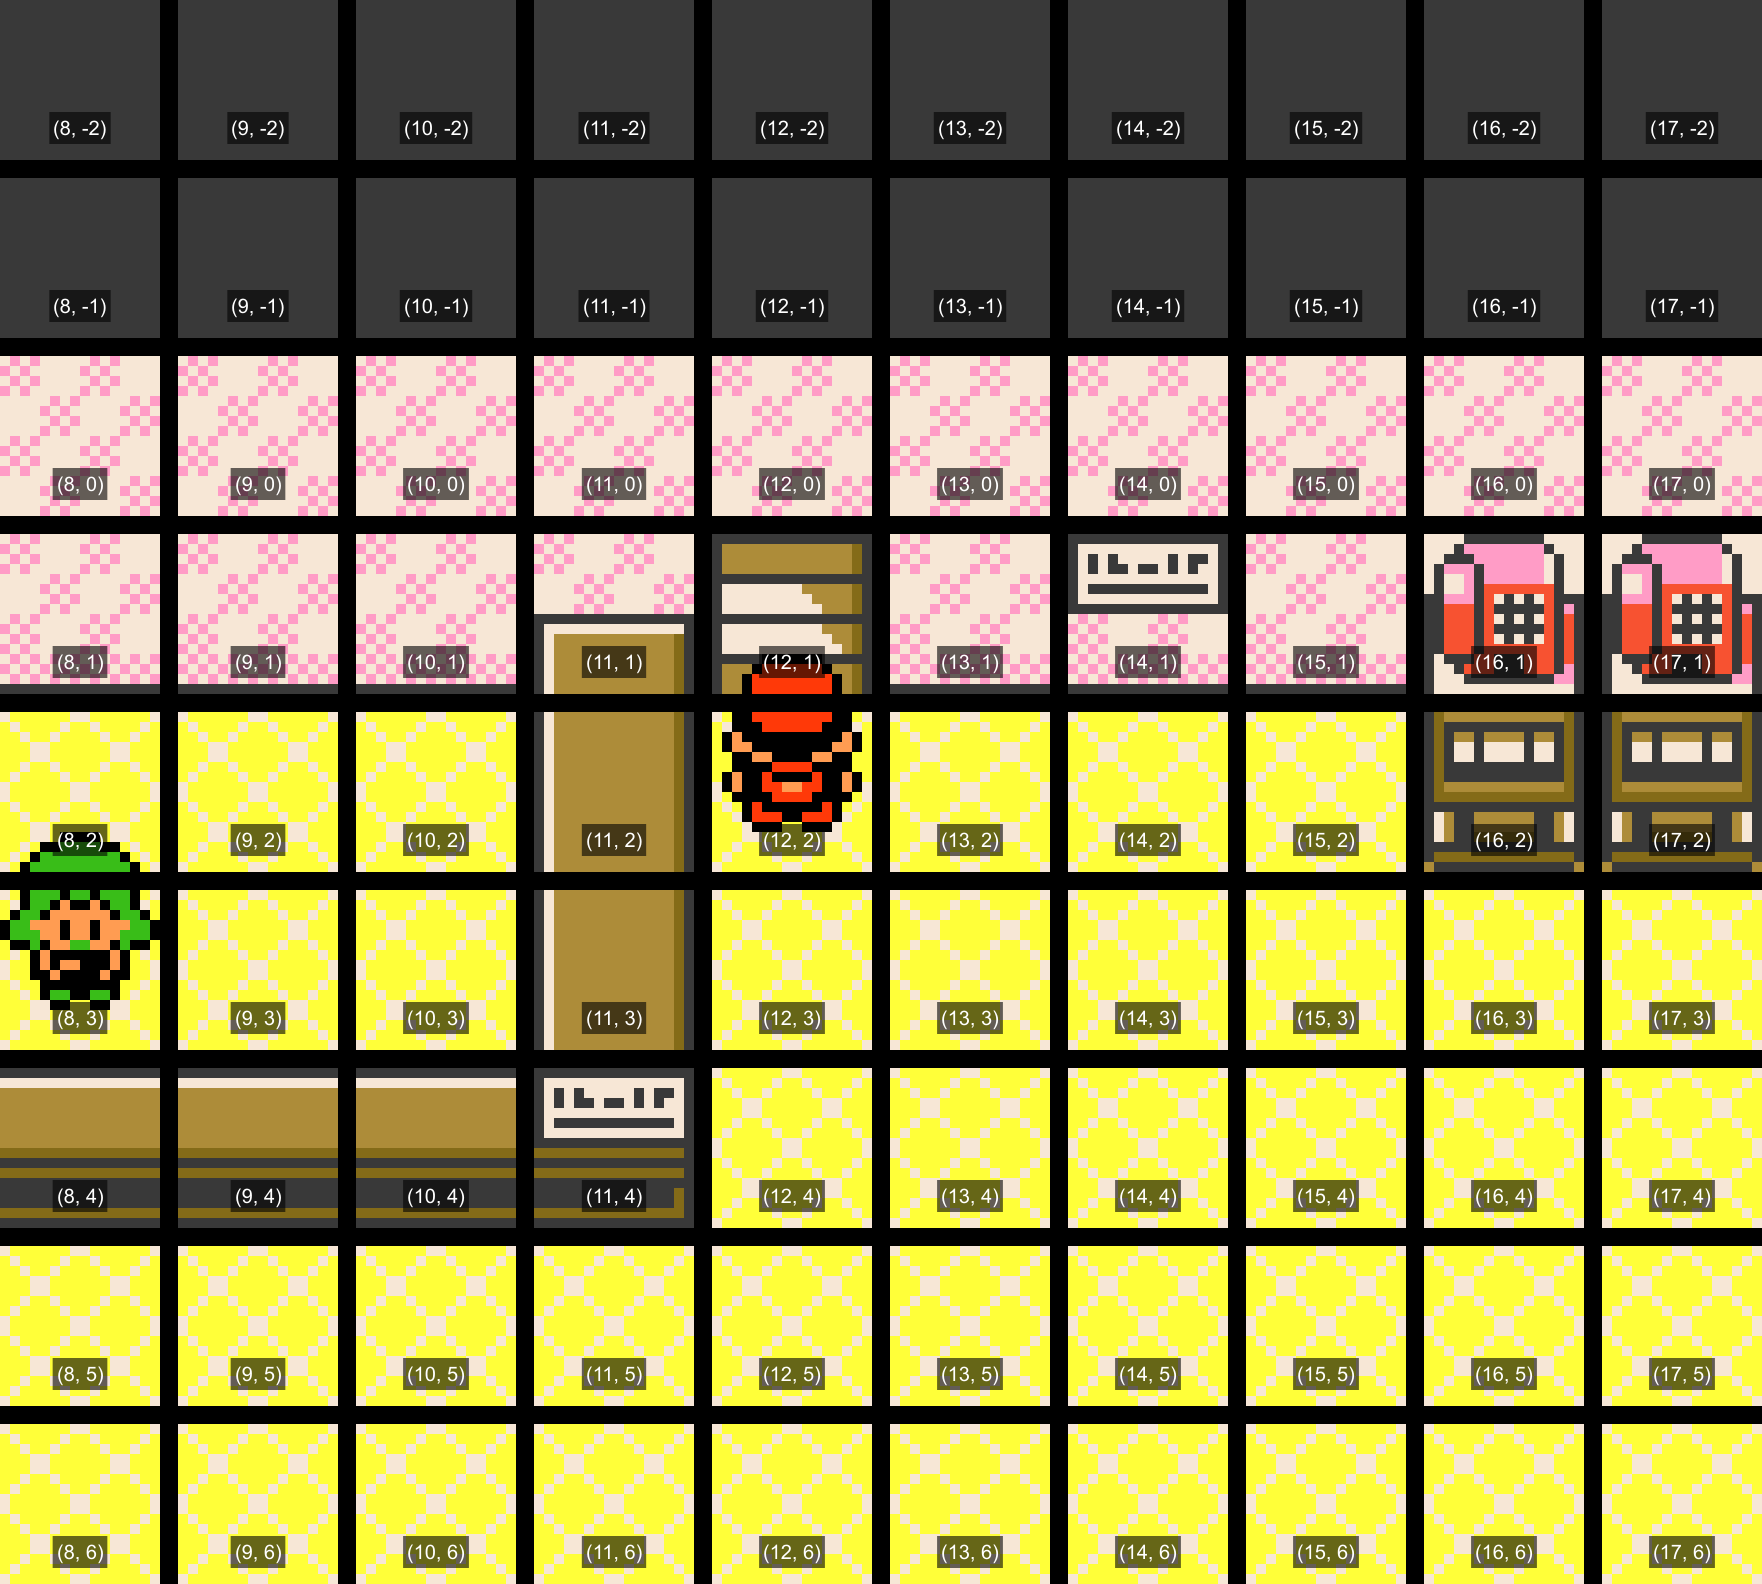 (8, -2) (9, -2) (10, -2) (11, -2) (12, -2) (13, -2) (14, -2) (15, -2) (16, -2) (17, -2)
(8, -1) (9, -1) (10, -1) (11, -1) (12, -1) (13, -1) (14, -1) (15, -1) (16, -1) (17, -1)
(8, 0) (9, 0) (10, 0) (11, 0) (12, 0) (13, 0) (14, 0) (15, 0) (16, 0) (17, 0)
(8, 1) (9, 1) (10, 1) (11, 1) (12, 1) (13, 1) (14, 1) (15, 1) (16, 1) (17, 1)
(8, 2) (9, 2) (10, 2) (11, 2) (12, 2) (13, 2) (14, 2) (15, 2) (16, 2) (17, 2)
(8, 3) (9, 3) (10, 3) (11, 3) (12, 3) (13, 3) (14, 3) (15, 3) (16, 3) (17, 3)
(8, 4) (9, 4) (10, 4) (11, 4) (12, 4) (13, 4) (14, 4) (15, 4) (16, 4) (17, 4)
(8, 5) (9, 5) (10, 5) (11, 5) (12, 5) (13, 5) (14, 5) (15, 5) (16, 5) (17, 5)
(8, 6) (9, 6) (10, 6) (11, 6) (12, 6) (13, 6) (14, 6) (15, 6) (16, 6) (17, 6)